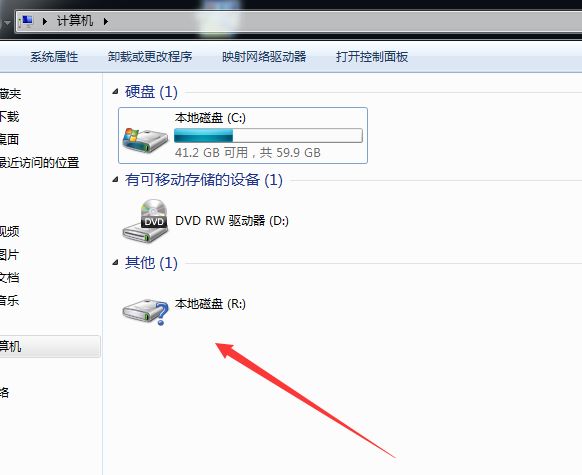 计算机
系统属性 卸载或更改程序 映射网络驱动器 打开控制面板
藏夹
下载
桌面
最近访问的位置
视频
图片
文档
音乐
算机
络
硬盘 (1)
本地磁盘 (C:)
41.2 GB 可用，共 59.9 GB
有可移动存储的设备 (1)
DVD
DVD RW 驱动器 (D:)
其他 (1)
本地磁盘 (R:)